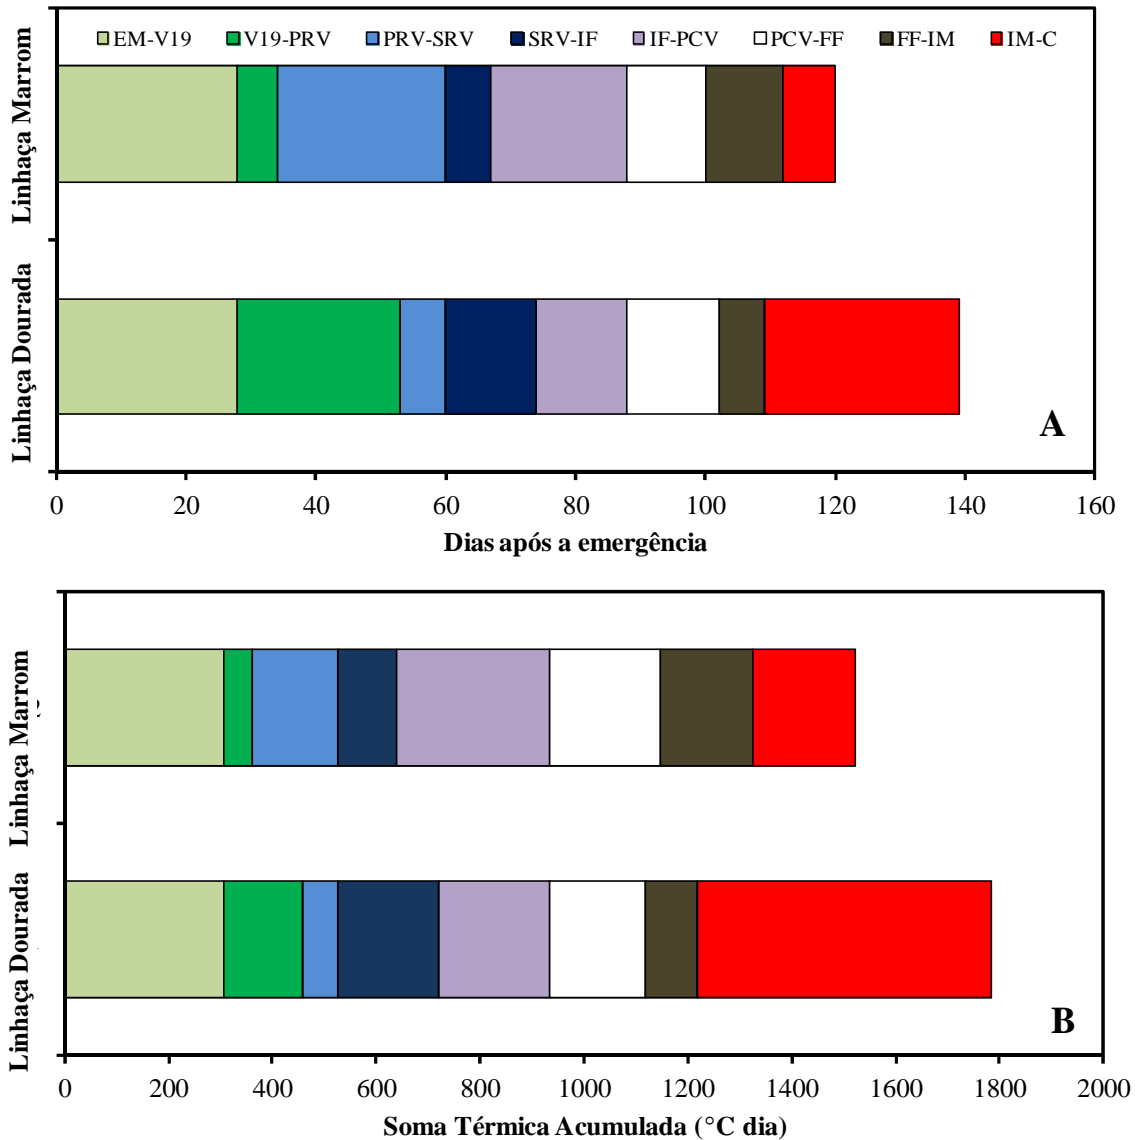 EM-V19 V19-PRV PRV-SRV SRV-IF IF-PCV PCV-FF FF-IM IM-C
Linhaça Marrom
Linhaça Dourada
A
0 20 40 60 80 100 120 140 160
Dias após a emergência
Linhaça Marrom
Linhaça Dourada
B
0 200 400 600 800 1000 1200 1400 1600 1800 2000
Soma Térmica Acumulada (°C dia)